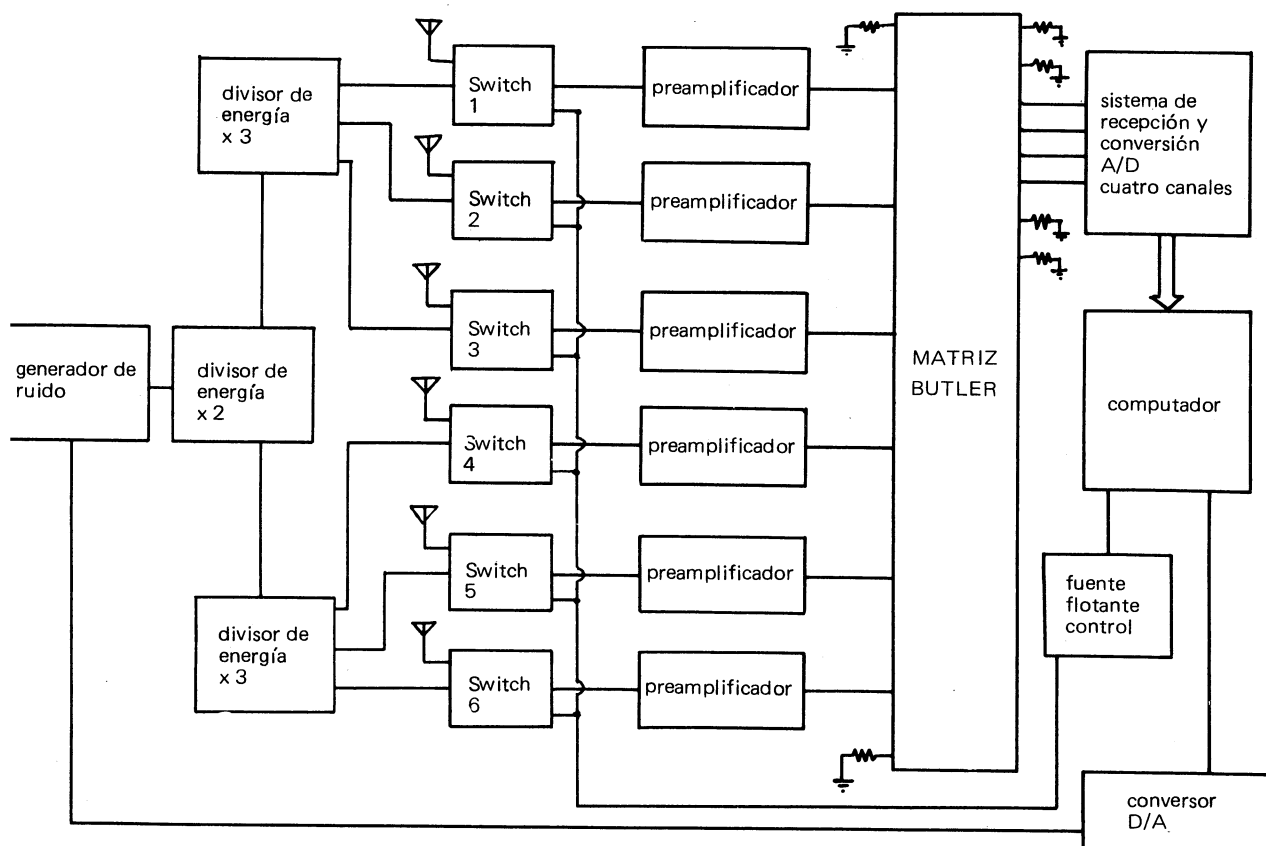 divisor de
energía
x 3
Switch
1
preamplificador
Switch
2
preamplificador
Switch
3
preamplificador
generador de
ruido
divisor de
energía
x 2
Switch
4
preamplificador
Switch
5
preamplificador
divisor de
energía
x 3
Switch
6
preamplificador
MATRIZ
BUTLER
sistema de
recepción y
conversión
A/D
cuatro canales
computador
fuente
flotante
control
conversor
D/A